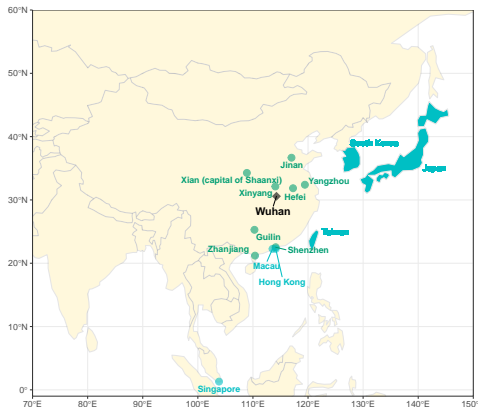 60°N
50°N
40°N
30°N
20°N
10°N
0°
South Korea
Jinan
Japan
Xian (capital of Shaanxi)
Yangzhou
Xinyang
Hefei
Wuhan
Taiwan
Guilin
Zhanjiang
Shenzhen
Macau
Hong Kong
Singapore
70°E
80°E
90°E
100°E
110°E
120°E
130°E
140°E
150°E